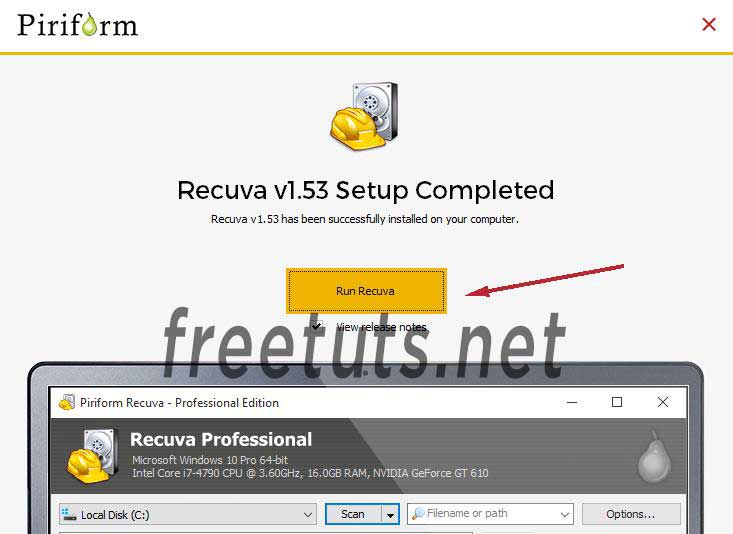 Piriform
Recuva v1.53 Setup Completed
Recuva v1.53 has been successfully installed on your computer.
Run Recuva
View release notes
freetuts.net
Piriform Recuva - Professional Edition
Recuva Professional
Microsoft Windows 10 Pro 64-bit
Intel Core i7-4790 CPU @ 3.60GHz, 16.0GB RAM, NVIDIA GeForce GT 610
Local Disk (C:) Scan Filename or path Options...